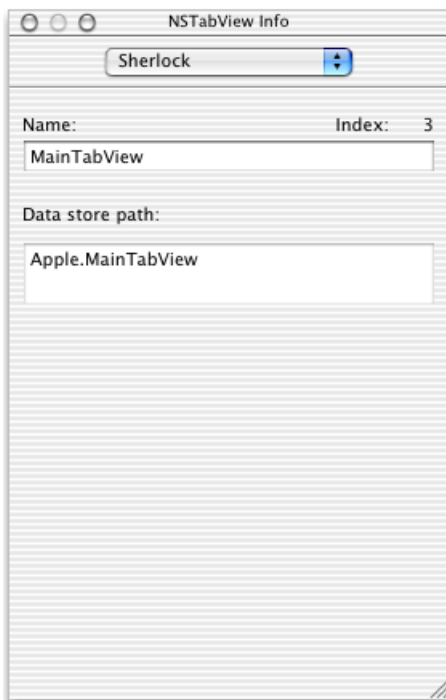 NSTabView Info
Sherlock
Name: Index: 3
MainTabView
Data store path:
Apple.MainTabView